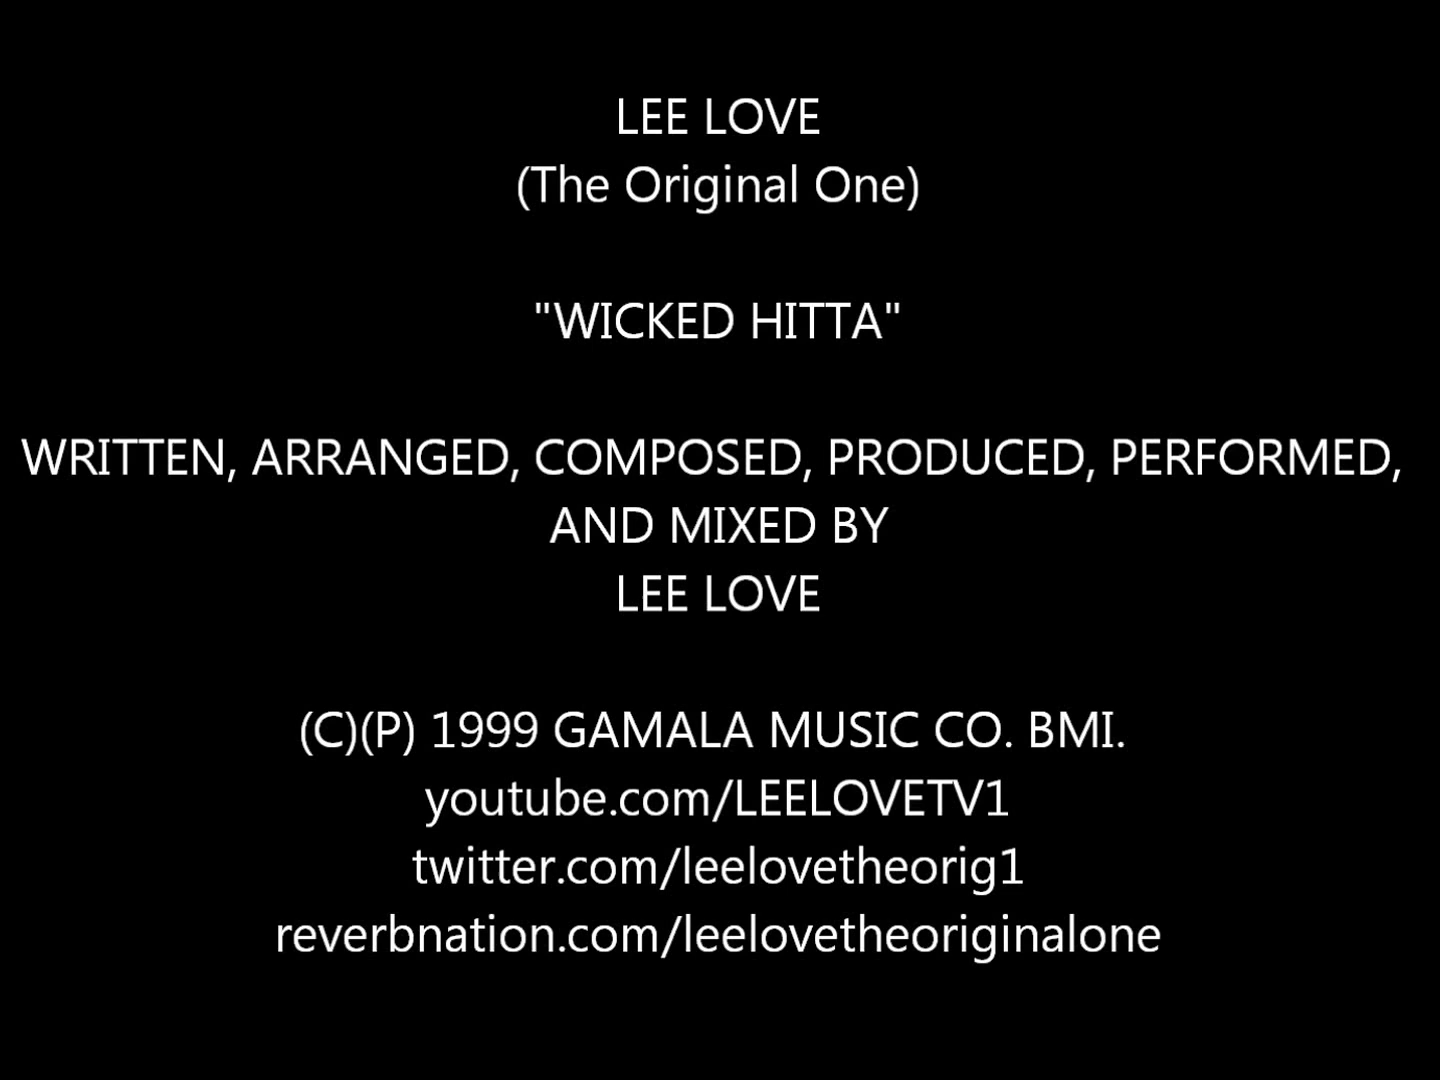 LEE LOVE
(The Original One)
"WICKED HITTA"
WRITTEN, ARRANGED, COMPOSED, PRODUCED, PERFORMED,
AND MIXED BY
LEE LOVE
(C)(P) 1999 GAMALA MUSIC CO. BMI.
youtube.com/LEELOVETV1
twitter.com/leelovetheorig1
reverbnation.com/leelovetheoriginalone